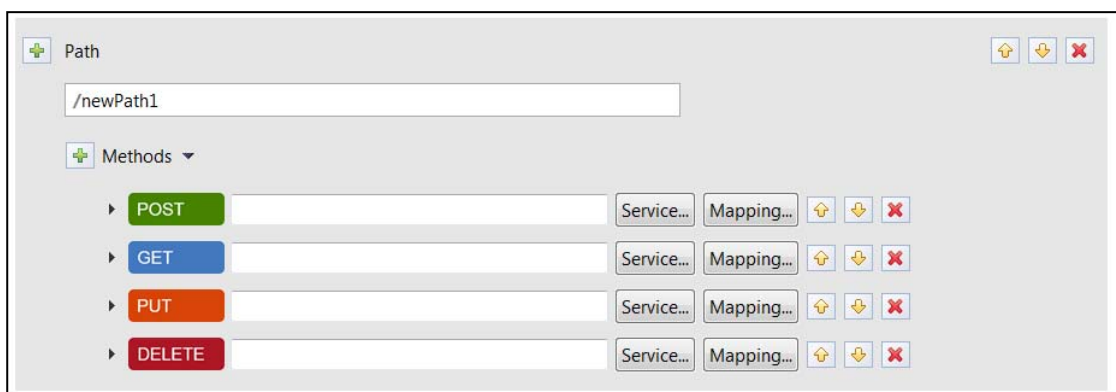 Path
/newPath1
Methods
POST Service... Mapping...
GET Service... Mapping...
PUT Service... Mapping...
DELETE Service... Mapping...